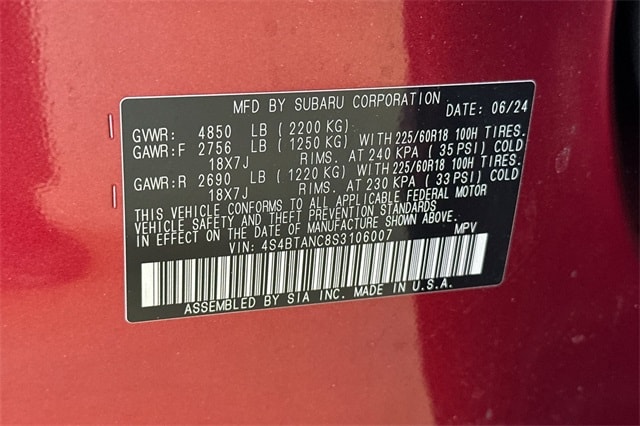 MFD BY SUBARU CORPORATION DATE: 06/24
GVWR: 4850 LB (2200 KG)
GAWR:F 2756 LB (1250 KG) WITH 225/60R18 100H TIRES.
18X7J RIMS. AT 240 KPA (35 PSI) COLD
GAWR:R 2690 LB (1220 KG) WITH 225/60R18 100H TIRES.
18X7J RIMS. AT 230 KPA (33 PSI) COLD
THIS VEHICLE CONFORMS TO ALL APPLICABLE FEDERAL MOTOR
VEHICLE SAFETY AND THEFT PREVENTION STANDARDS
IN EFFECT ON THE DATE OF MANUFACTURE SHOWN ABOVE.
VIN: 4S4BTANC8S3106007 MPV
ASSEMBLED BY SIA INC. MADE IN U.S.A.